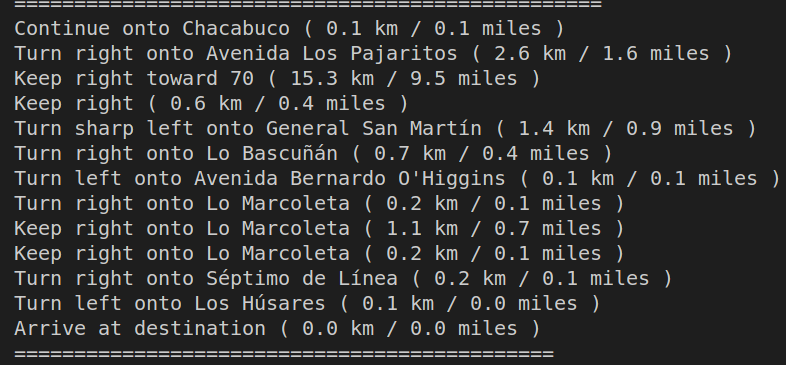 =================================================
Continue onto Chacabuco ( 0.1 km / 0.1 miles )
Turn right onto Avenida Los Pajaritos ( 2.6 km / 1.6 miles )
Keep right toward 70 ( 15.3 km / 9.5 miles )
Keep right ( 0.6 km / 0.4 miles )
Turn sharp left onto General San Martín ( 1.4 km / 0.9 miles )
Turn right onto Lo Bascuñán ( 0.7 km / 0.4 miles )
Turn left onto Avenida Bernardo O'Higgins ( 0.1 km / 0.1 miles )
Turn right onto Lo Marcoleta ( 0.2 km / 0.1 miles )
Keep right onto Lo Marcoleta ( 1.1 km / 0.7 miles )
Keep right onto Lo Marcoleta ( 0.2 km / 0.1 miles )
Turn right onto Séptimo de Línea ( 0.2 km / 0.1 miles )
Turn left onto Los Húsares ( 0.1 km / 0.0 miles )
Arrive at destination ( 0.0 km / 0.0 miles )
=============================================